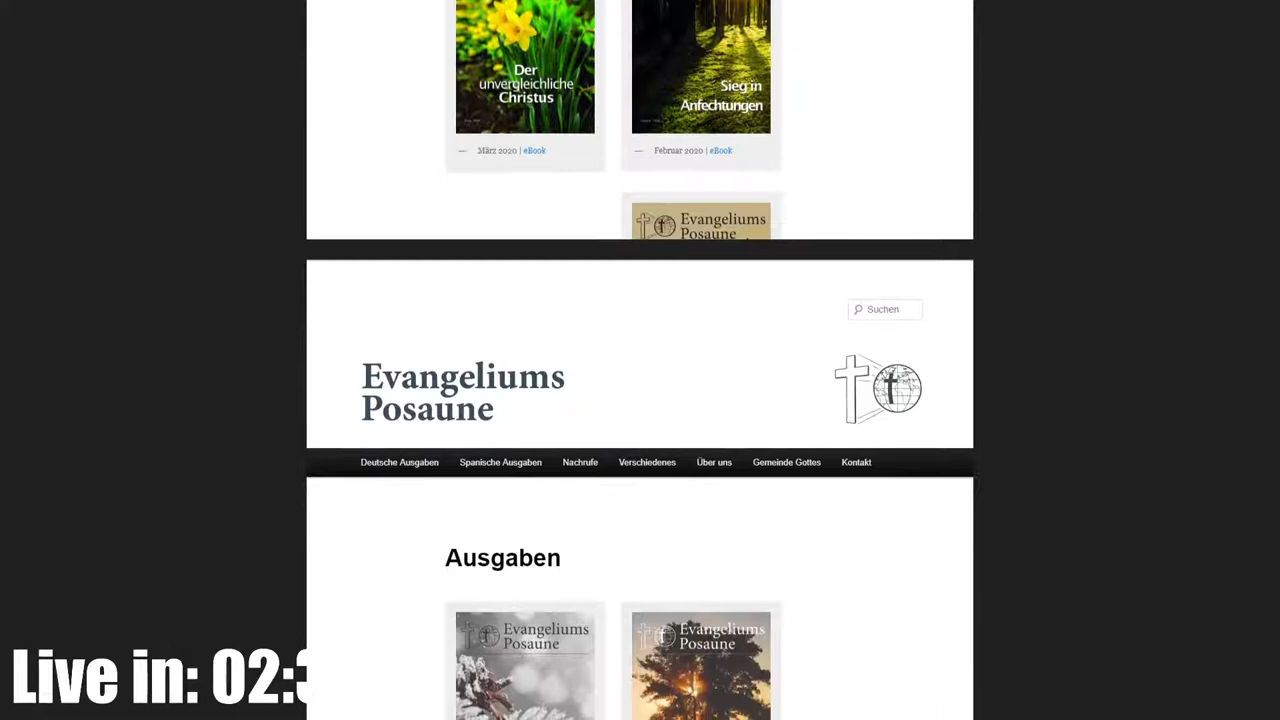 Der
unvergleichliche
Christus
Sieg in
Anfechtungen
— März 2020 | eBook
— Februar 2020 | eBook
Evangeliums
Posaune
Suchen
Evangeliums
Posaune
Deutsche Ausgaben Spanische Ausgaben Nachrufe Verschiedenes Über uns Gemeinde Gottes Kontakt
Ausgaben
Evangeliums
Posaune
Evangeliums
Posaune
Live in: 02:3